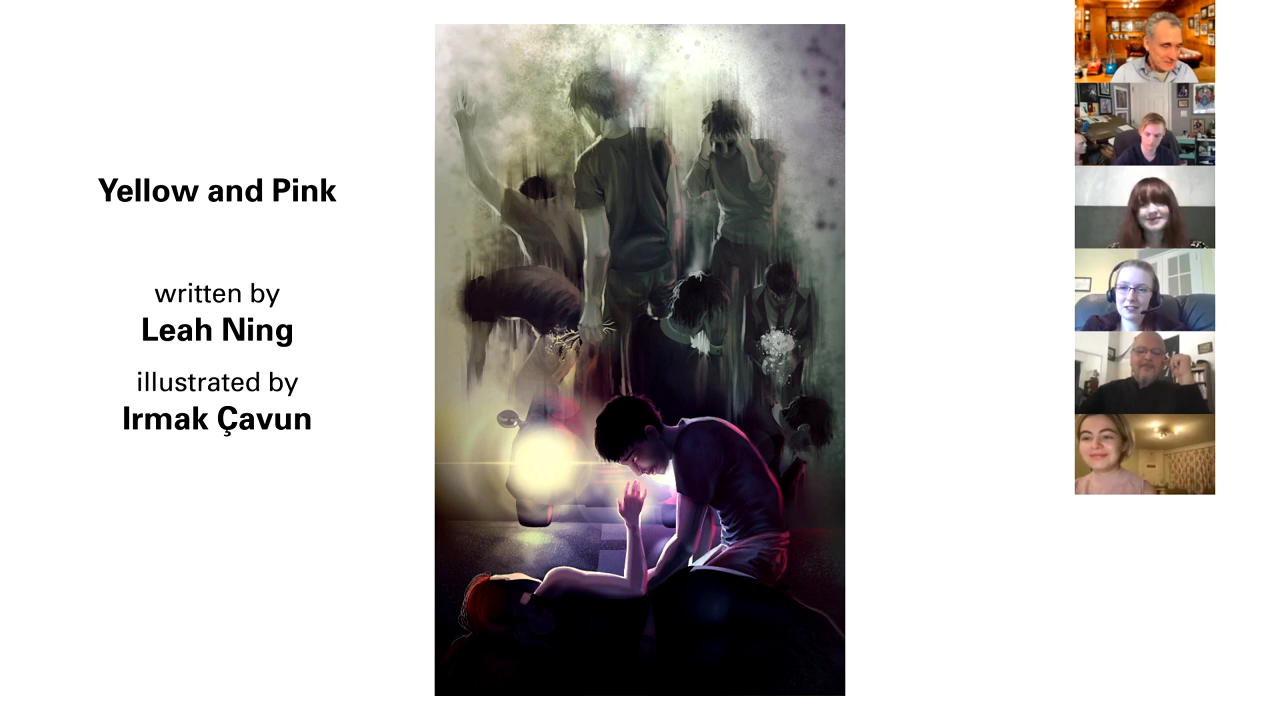 Yellow and Pink
written by
Leah Ning
illustrated by
Irmak Çavun